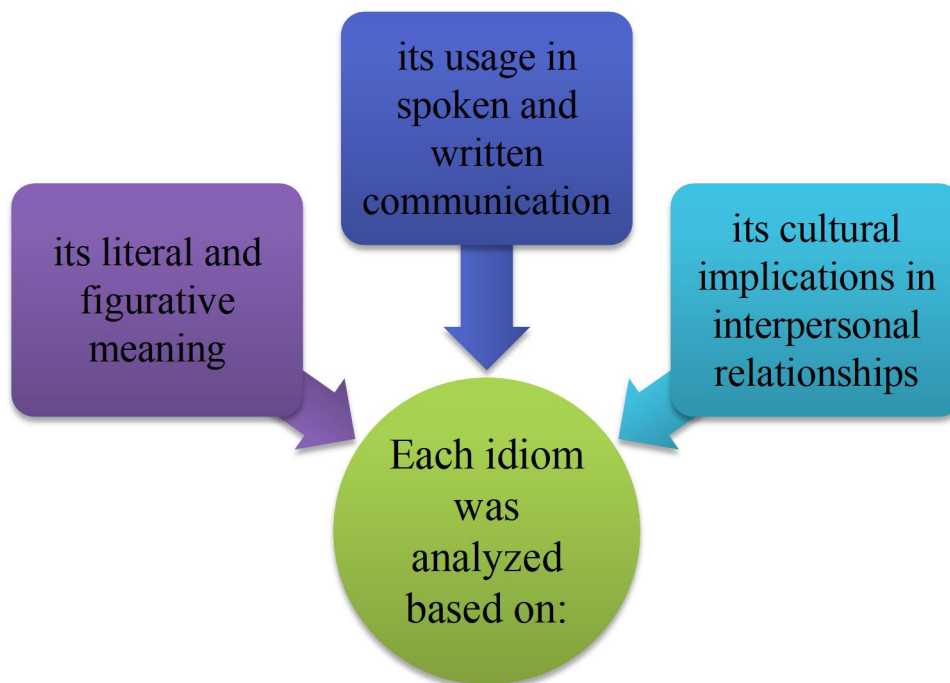 its literal and
figurative
meaning
its usage in
spoken and
written
communication
its cultural
implications in
interpersonal
relationships
Each idiom
was
analyzed
based on: